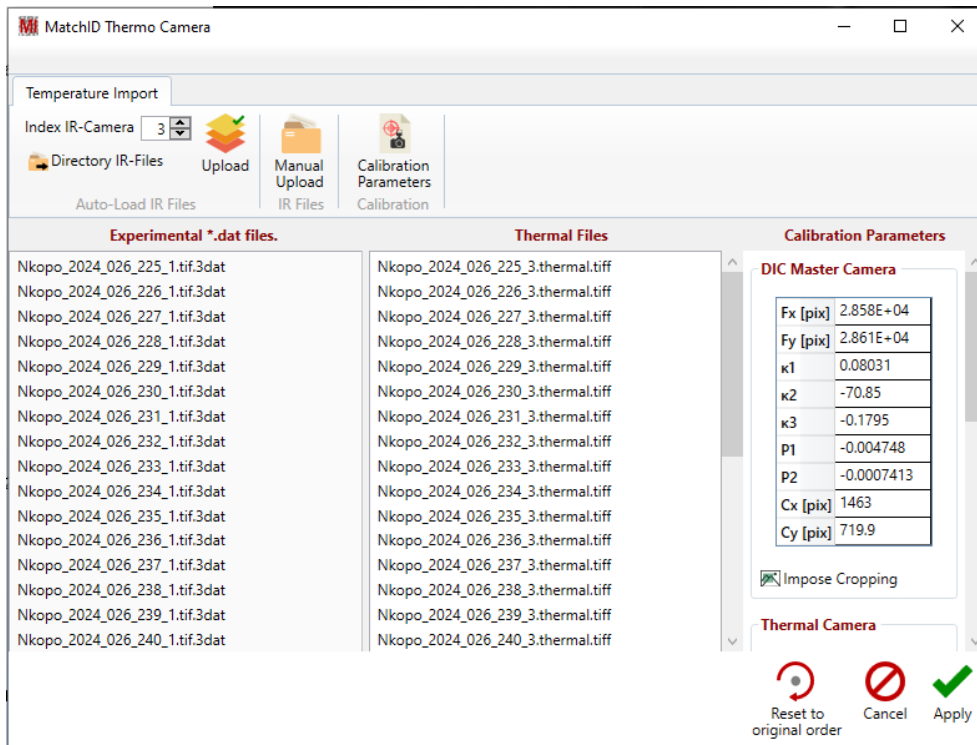 MatchID Thermo Camera
Temperature Import
Index IR-Camera 3
Directory IR-Files
Upload
Auto-Load IR Files
Manual
Upload
IR Files
Calibration
Parameters
Calibration
Experimental *.dat files.
Nkopo_2024_026_225_1.tif.3dat
Nkopo_2024_026_226_1.tif.3dat
Nkopo_2024_026_227_1.tif.3dat
Nkopo_2024_026_228_1.tif.3dat
Nkopo_2024_026_229_1.tif.3dat
Nkopo_2024_026_230_1.tif.3dat
Nkopo_2024_026_231_1.tif.3dat
Nkopo_2024_026_232_1.tif.3dat
Nkopo_2024_026_233_1.tif.3dat
Nkopo_2024_026_234_1.tif.3dat
Nkopo_2024_026_235_1.tif.3dat
Nkopo_2024_026_236_1.tif.3dat
Nkopo_2024_026_237_1.tif.3dat
Nkopo_2024_026_238_1.tif.3dat
Nkopo_2024_026_239_1.tif.3dat
Nkopo_2024_026_240_1.tif.3dat
Thermal Files
Nkopo_2024_026_225_3.thermal.tiff
Nkopo_2024_026_226_3.thermal.tiff
Nkopo_2024_026_227_3.thermal.tiff
Nkopo_2024_026_228_3.thermal.tiff
Nkopo_2024_026_229_3.thermal.tiff
Nkopo_2024_026_230_3.thermal.tiff
Nkopo_2024_026_231_3.thermal.tiff
Nkopo_2024_026_232_3.thermal.tiff
Nkopo_2024_026_233_3.thermal.tiff
Nkopo_2024_026_234_3.thermal.tiff
Nkopo_2024_026_235_3.thermal.tiff
Nkopo_2024_026_236_3.thermal.tiff
Nkopo_2024_026_237_3.thermal.tiff
Nkopo_2024_026_238_3.thermal.tiff
Nkopo_2024_026_239_3.thermal.tiff
Nkopo_2024_026_240_3.thermal.tiff
Calibration Parameters
DIC Master Camera
Fx [pix] 2.858E+04
Fy [pix] 2.861E+04
κ1 0.08031
κ2 -70.85
κ3 -0.1795
P1 -0.004748
P2 -0.0007413
Cx [pix] 1463
Cy [pix] 719.9
Impose Cropping
Thermal Camera
Reset to
original order
Cancel
Apply